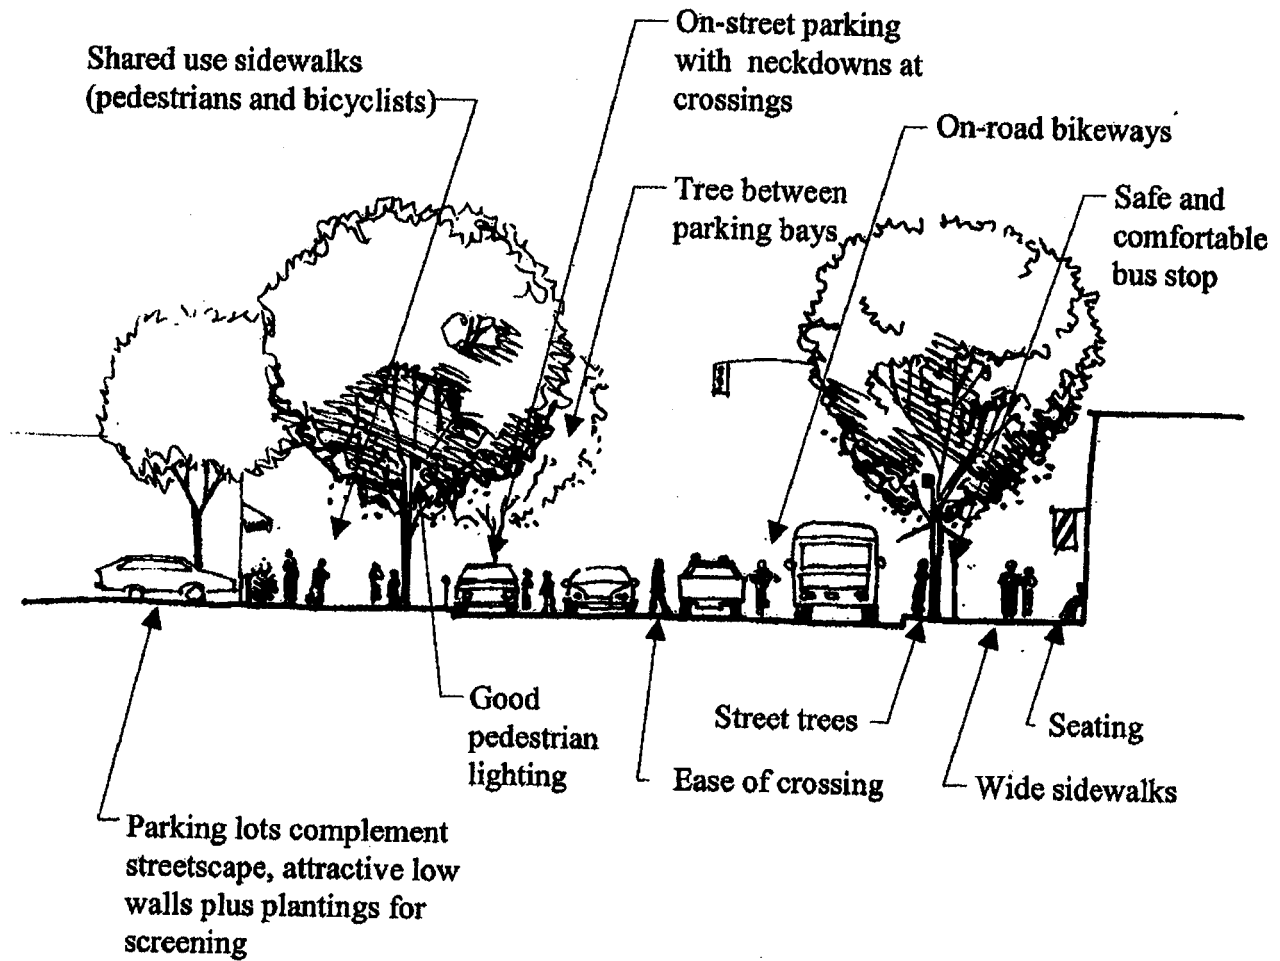 Shared use sidewalks
(pedestrians and bicyclists)
On-street parking
with neckdowns at
crossings
On-road bikeways
Tree between
parking bays
Safe and
comfortable
bus stop
Good
pedestrian
lighting
Street trees
Seating
Ease of crossing
Wide sidewalks
Parking lots complement
streetscape, attractive low
walls plus plantings for
screening